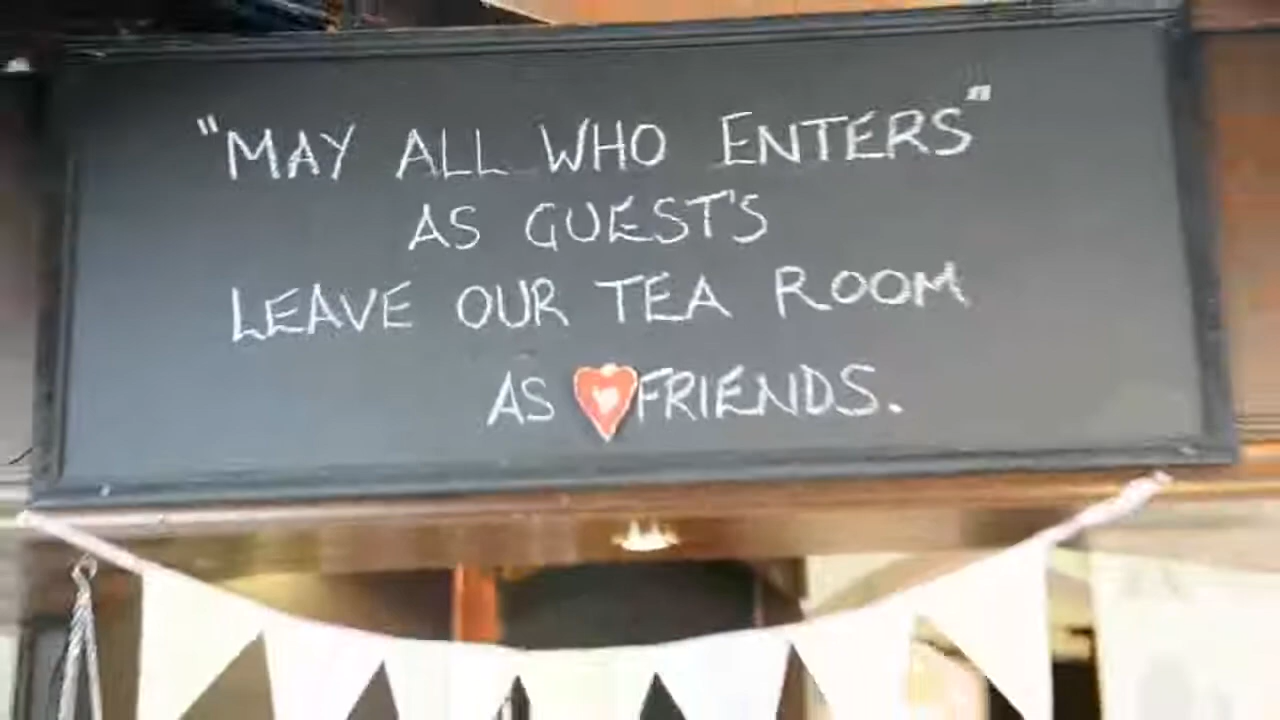 "MAY ALL WHO ENTERS"
AS GUEST'S
LEAVE OUR TEA ROOM
AS FRIENDS.